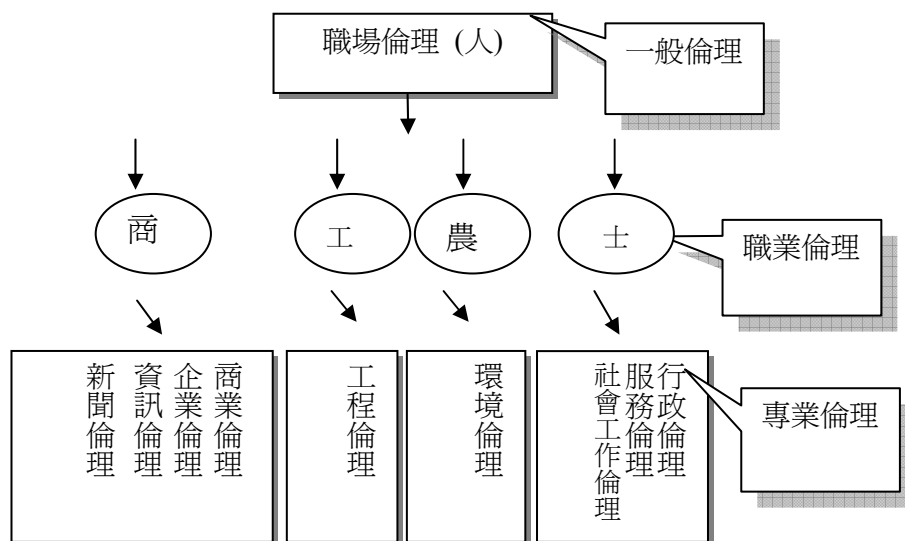 職場倫理 (人)
一般倫理
商
工
農
士
職業倫理
商業倫理
企業倫理
資訊倫理
新聞倫理
工程倫理
環境倫理
行政倫理
服務倫理
社會工作倫理
專業倫理